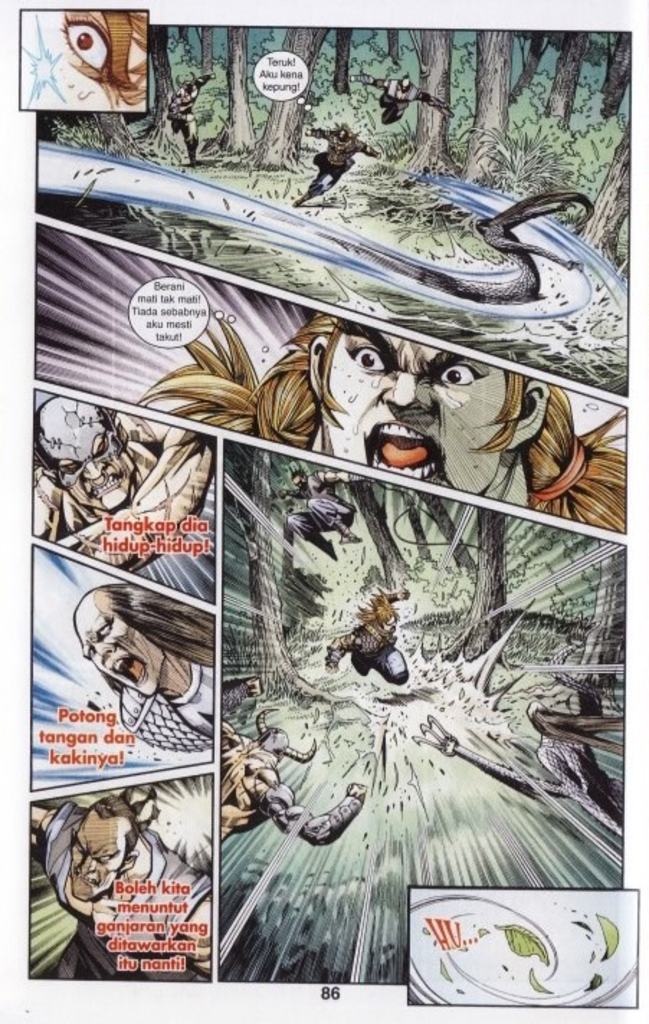 Teruk!
Aku kena
kepung!
Berani
mati tak mati!
Tiada sebabnya
aku mesti
takut!
Tangkap dia
hidup-hidup!
Potong
tangan dan
kakinya!
Boleh kita
menuntut
ganjaran yang
ditawarkan
itu nanti!
HU...
86